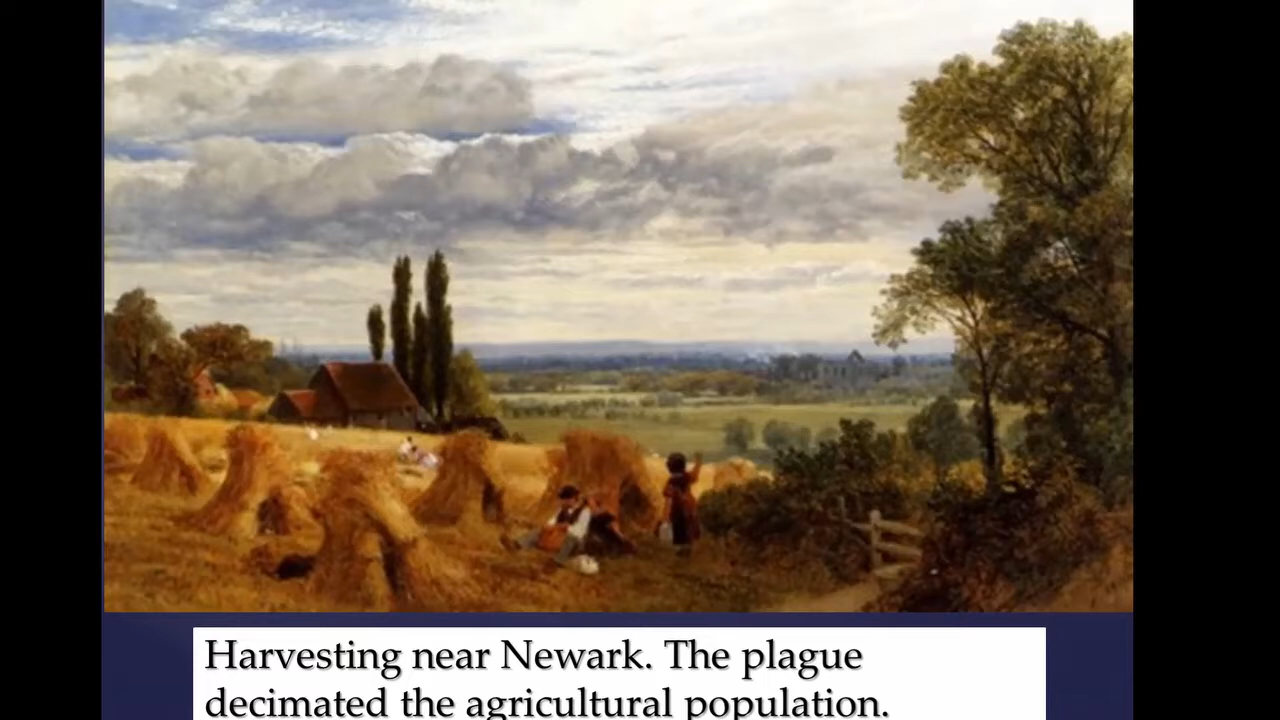 Harvesting near Newark. The plague
decimated the agricultural population.